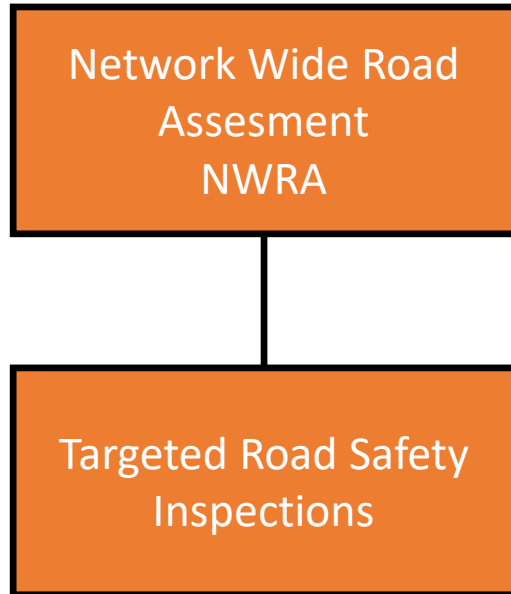 Network Wide Road
Assesment
NWRA
Targeted Road Safety
Inspections